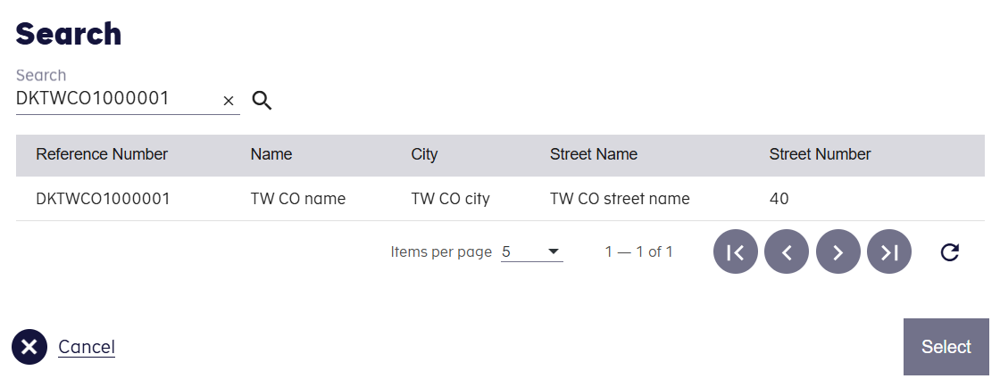 Search
Search
DKTWCO1000001
Reference Number Name City Street Name Street Number
DKTWCO1000001 TW CO name TW CO city TW CO street name 40
Items per page 5 1 — 1 of 1
Cancel Select